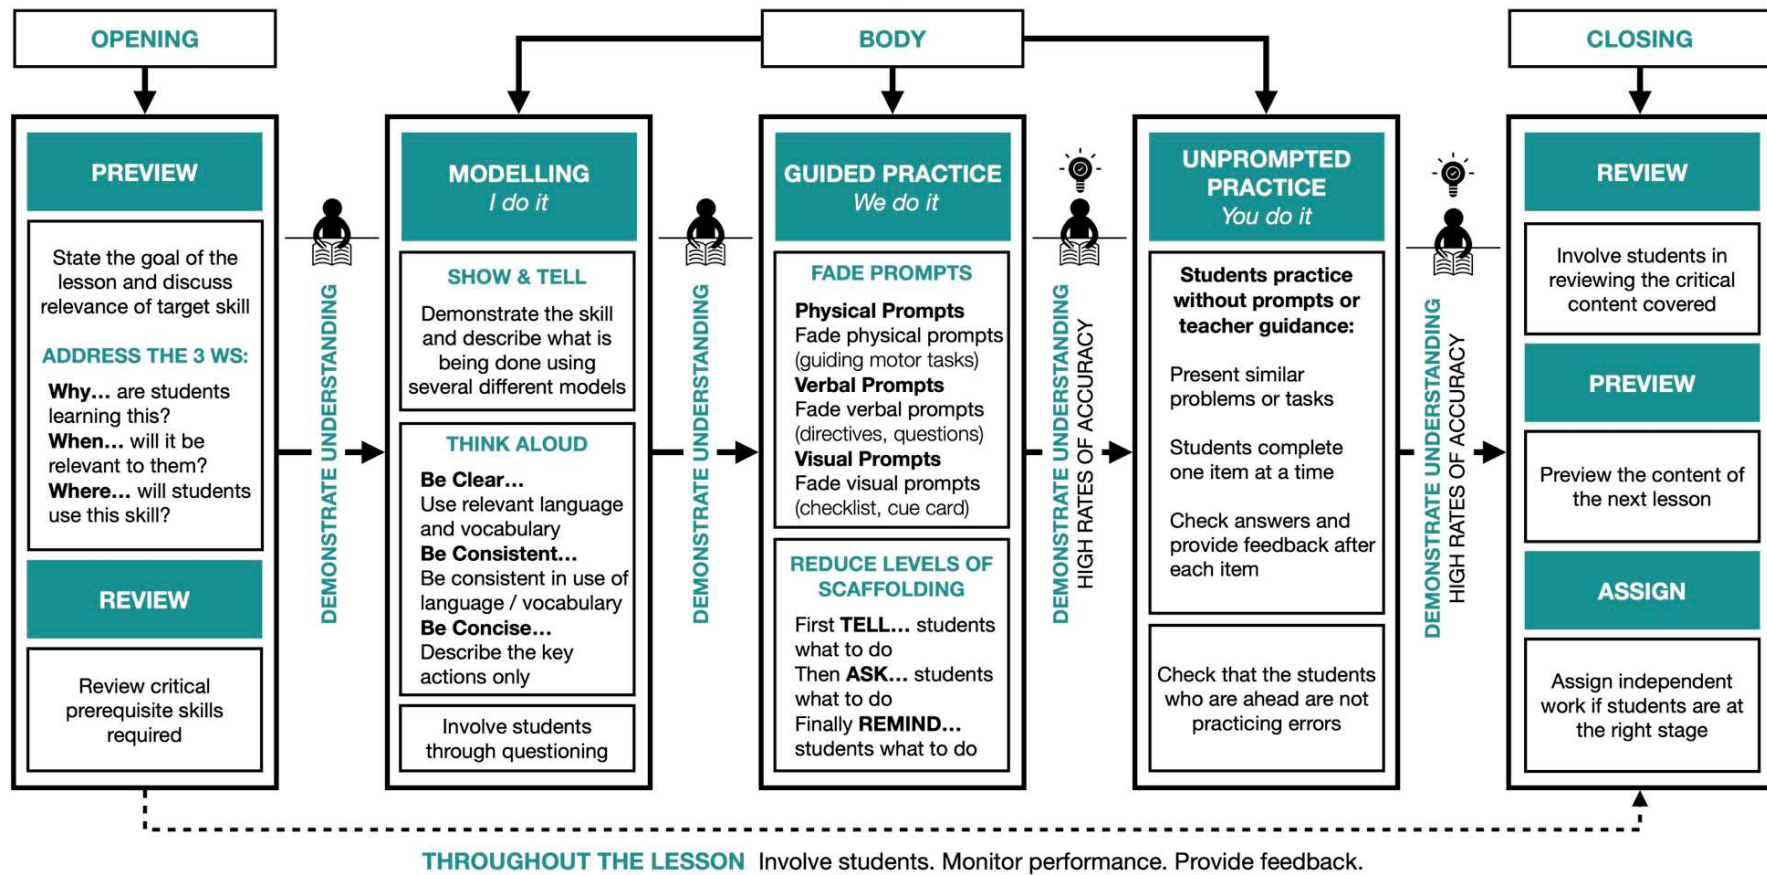 OPENING
BODY
CLOSING
PREVIEW
State the goal of the
lesson and discuss
relevance of target skill
ADDRESS THE 3 WS:
Why... are students
learning this?
When... will it be
relevant to them?
Where... will students
use this skill?
REVIEW
Review critical
prerequisite skills
required
DEMONSTRATE UNDERSTANDING
MODELLING
I do it
SHOW & TELL
Demonstrate the skill
and describe what is
being done using
several different models
THINK ALOUD
Be Clear...
Use relevant language
and vocabulary
Be Consistent...
Be consistent in use of
language / vocabulary
Be Concise...
Describe the key
actions only
Involve students
through questioning
DEMONSTRATE UNDERSTANDING
GUIDED PRACTICE
We do it
FADE PROMPTS
Physical Prompts
Fade physical prompts
(guiding motor tasks)
Verbal Prompts
Fade verbal prompts
(directives, questions)
Visual Prompts
Fade visual prompts
(checklist, cue card)
REDUCE LEVELS OF
SCAFFOLDING
First TELL... students
what to do
Then ASK... students
what to do
Finally REMIND...
students what to do
DEMONSTRATE UNDERSTANDING
HIGH RATES OF ACCURACY
UNPROMPTED
PRACTICE
You do it
Students practice
without prompts or
teacher guidance:
Present similar
problems or tasks
Students complete
one item at a time
Check answers and
provide feedback after
each item
Check that the students
who are ahead are not
practicing errors
DEMONSTRATE UNDERSTANDING
HIGH RATES OF ACCURACY
REVIEW
Involve students in
reviewing the critical
content covered
PREVIEW
Preview the content of
the next lesson
ASSIGN
Assign independent
work if students are at
the right stage
THROUGHOUT THE LESSON Involve students. Monitor performance. Provide feedback.